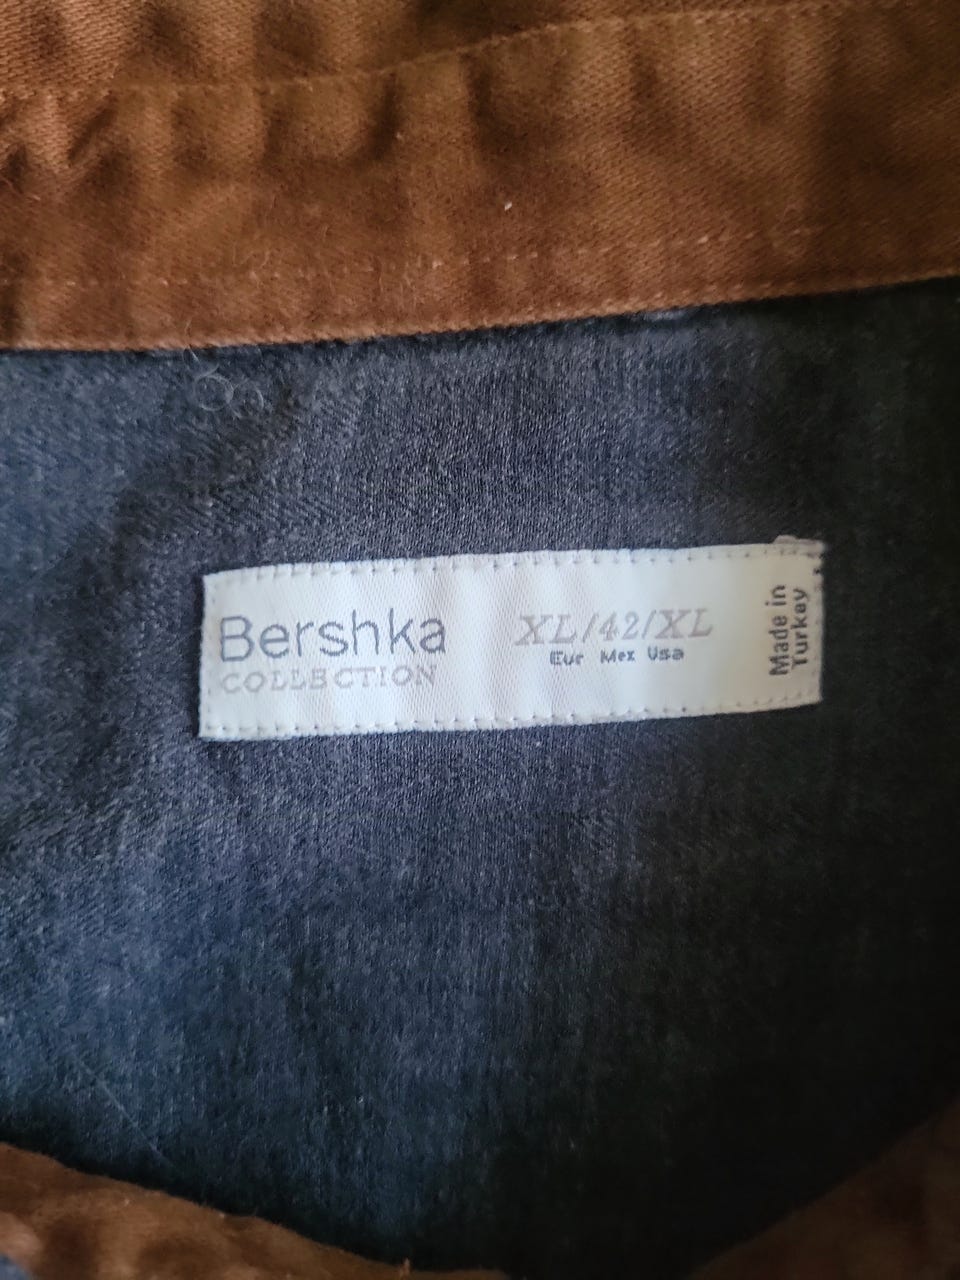 Bershka
COLLECTION
XL/42/XL
Eur Mex Usa
Made in
Turkey